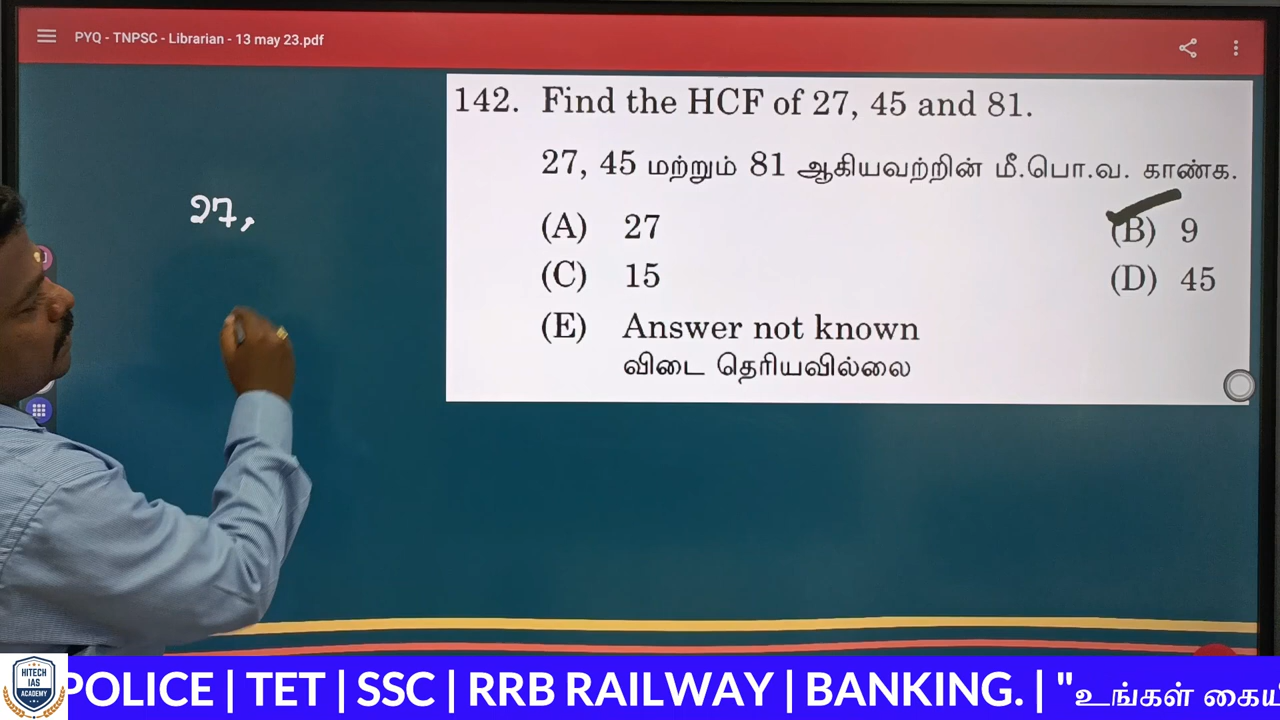 PYQ - TNPSC - Librarian - 13 may 23.pdf
142. Find the HCF of 27, 45 and 81.
27, 45 மற்றும் 81 ஆகியவற்றின் மீ.பொ.வ. காண்க.
(A) 27 (B) 9
(C) 15 (D) 45
(E) Answer not known
விடை தெரியவில்லை
27,
HITECH
IAS
ACADEMY
POLICE | TET | SSC | RRB RAILWAY | BANKING. | "உங்கள்